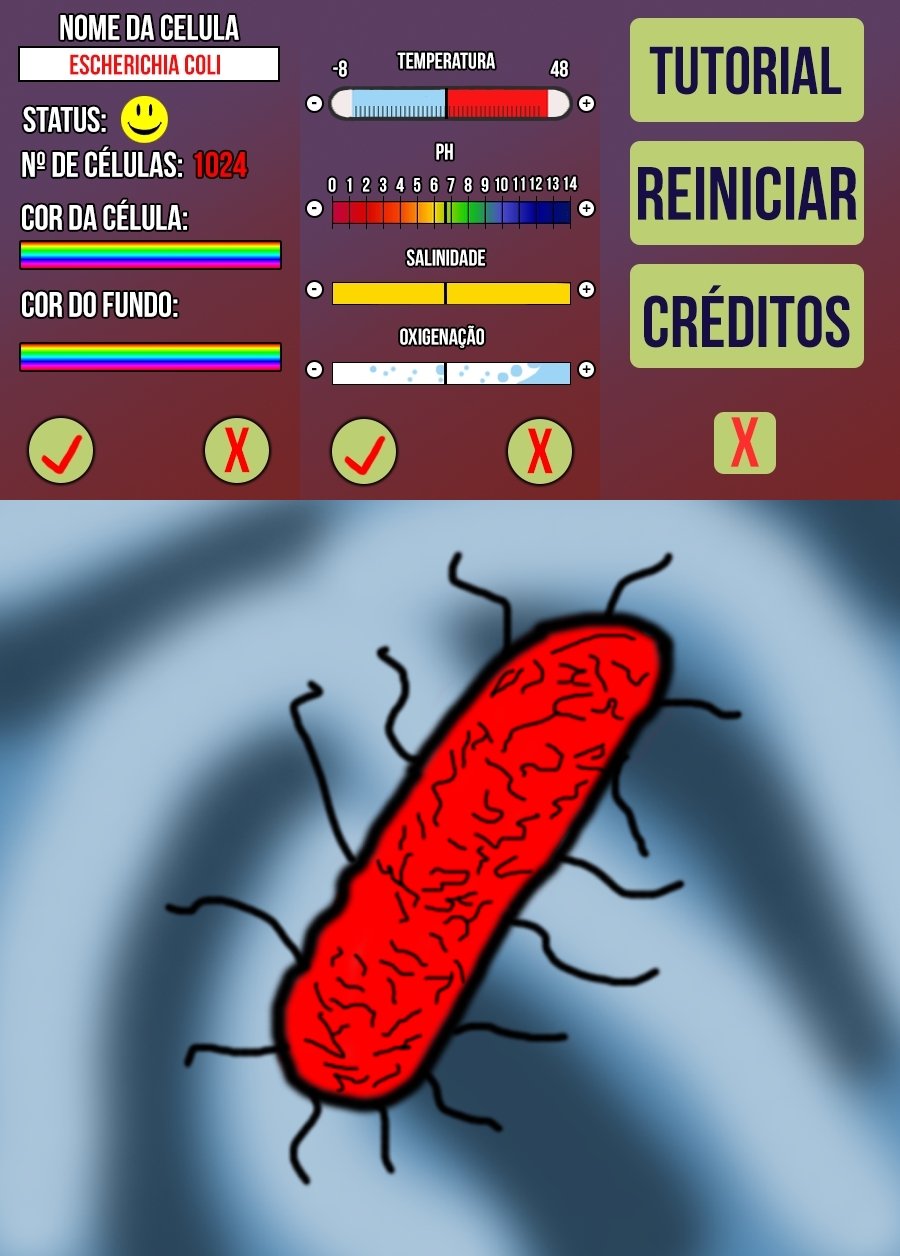 NOME DA CELULA
ESCHERICHIA COLI
STATUS:
Nº DE CÉLULAS: 1024
COR DA CÉLULA:
COR DO FUNDO:
TEMPERATURA
-8 48
- +
PH
0 1 2 3 4 5 6 7 8 9 10 11 12 13 14
- +
SALINIDADE
- +
OXIGENAÇÃO
- +
X
TUTORIAL
REINICIAR
CRÉDITOS
X